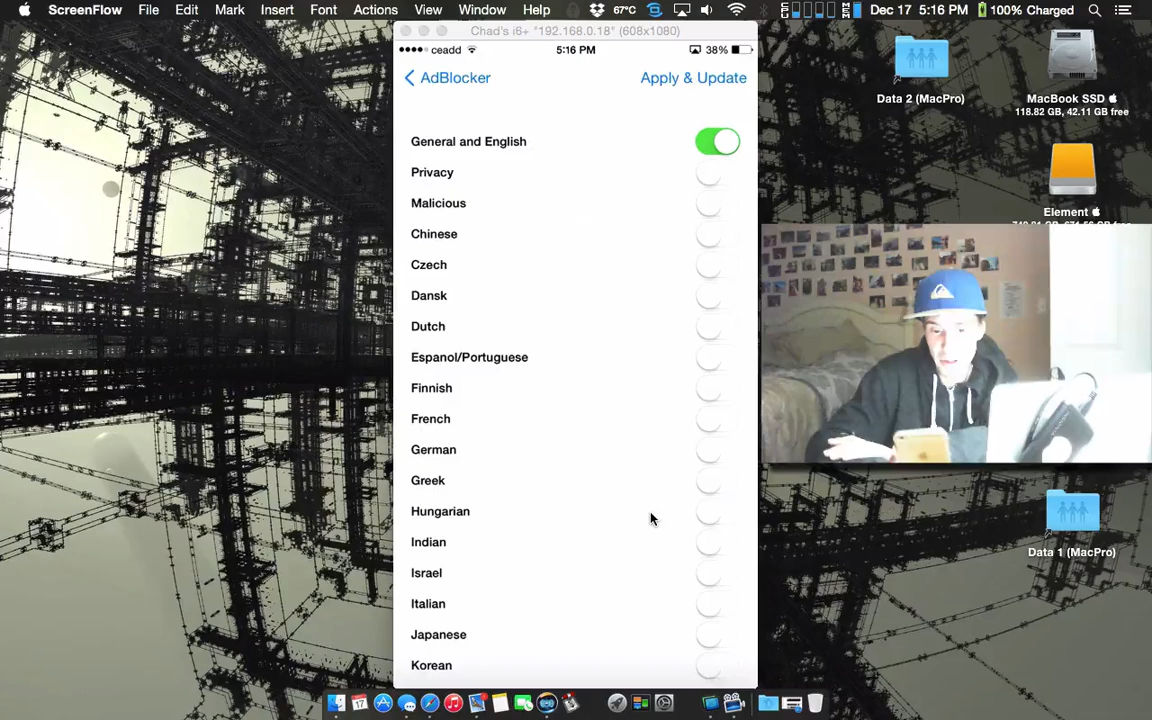 ScreenFlow File Edit Mark Insert Font Actions View Window Help 67°C Dec 17 5:16 PM 100% Charged
Chad's i6+ "192.168.0.18" (608x1080)
ceadd 5:16 PM 38%
AdBlocker Apply & Update
General and English
Privacy
Malicious
Chinese
Czech
Dansk
Dutch
Espanol/Portuguese
Finnish
French
German
Greek
Hungarian
Indian
Israel
Italian
Japanese
Korean
Data 2 (MacPro)
MacBook SSD
118.82 GB, 42.11 GB free
Element
Data 1 (MacPro)
17